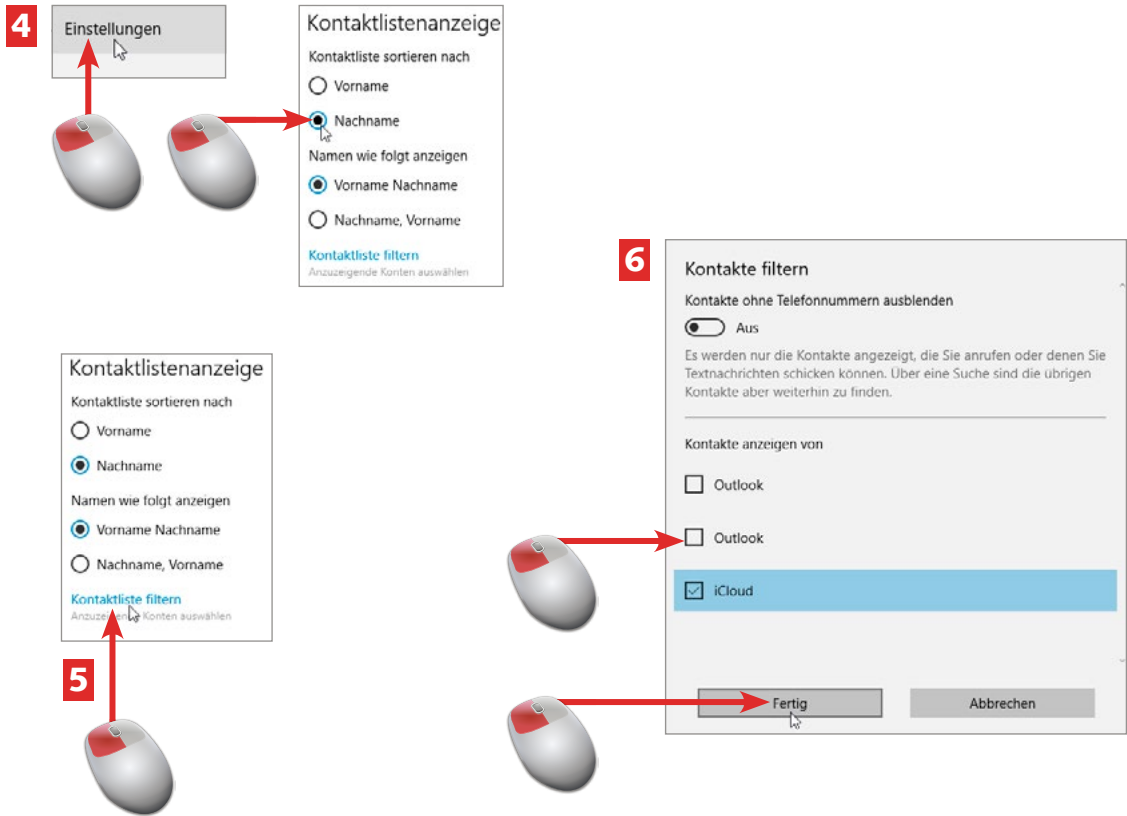 4
Einstellungen
Kontaktlistenanzeige
Kontaktliste sortieren nach
Vorname
Nachname
Namen wie folgt anzeigen
Vorname Nachname
Nachname, Vorname
Kontaktliste filtern
Anzuzeigende Konten auswählen
Kontaktlistenanzeige
Kontaktliste sortieren nach
Vorname
Nachname
Namen wie folgt anzeigen
Vorname Nachname
Nachname, Vorname
Kontaktliste filtern
Konten auswählen
5
6
Kontakte filtern
Kontakte ohne Telefonnummern ausblenden
Aus
Es werden nur die Kontakte angezeigt, die Sie anrufen oder denen Sie
Textnachrichten schicken können. Über eine Suche sind die übrigen
Kontakte aber weiterhin zu finden.
Kontakte anzeigen von
Outlook
Outlook
iCloud
Fertig
Abbrechen